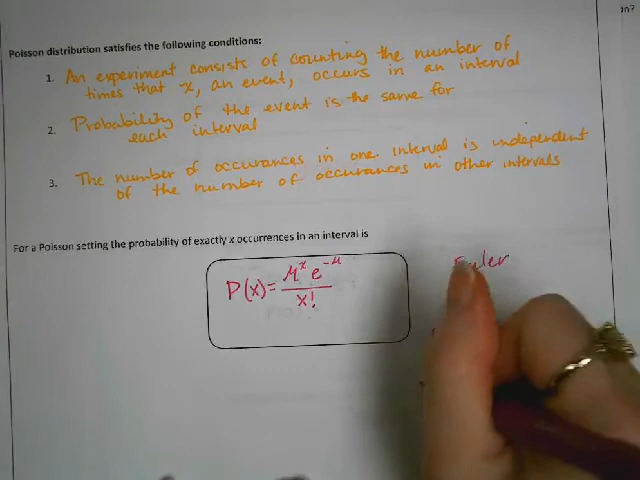 in?
Poisson distribution satisfies the following conditions:
1. An experiment consists of counting the number of
times that x, an event, occurs in an interval
2. Probability of the event is the same for
each interval
3. The number of occurances in one interval is independent
of the number of occurances in other intervals
For a Poisson setting the probability of exactly x occurrences in an interval is
P(x) = μ^x e^-μ / x!
Euler